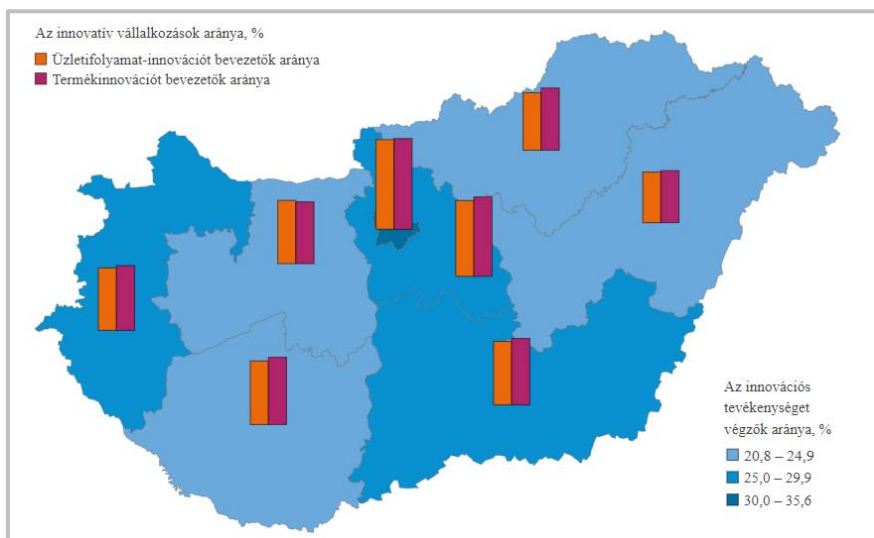 Az innovatív vállalkozások aránya, %
Üzletifolyamat-innovációt bevezetők aránya
Termékinnovációt bevezetők aránya
Az innovációs
tevékenységet
végzők aránya, %
20,8 – 24,9
25,0 – 29,9
30,0 – 35,6